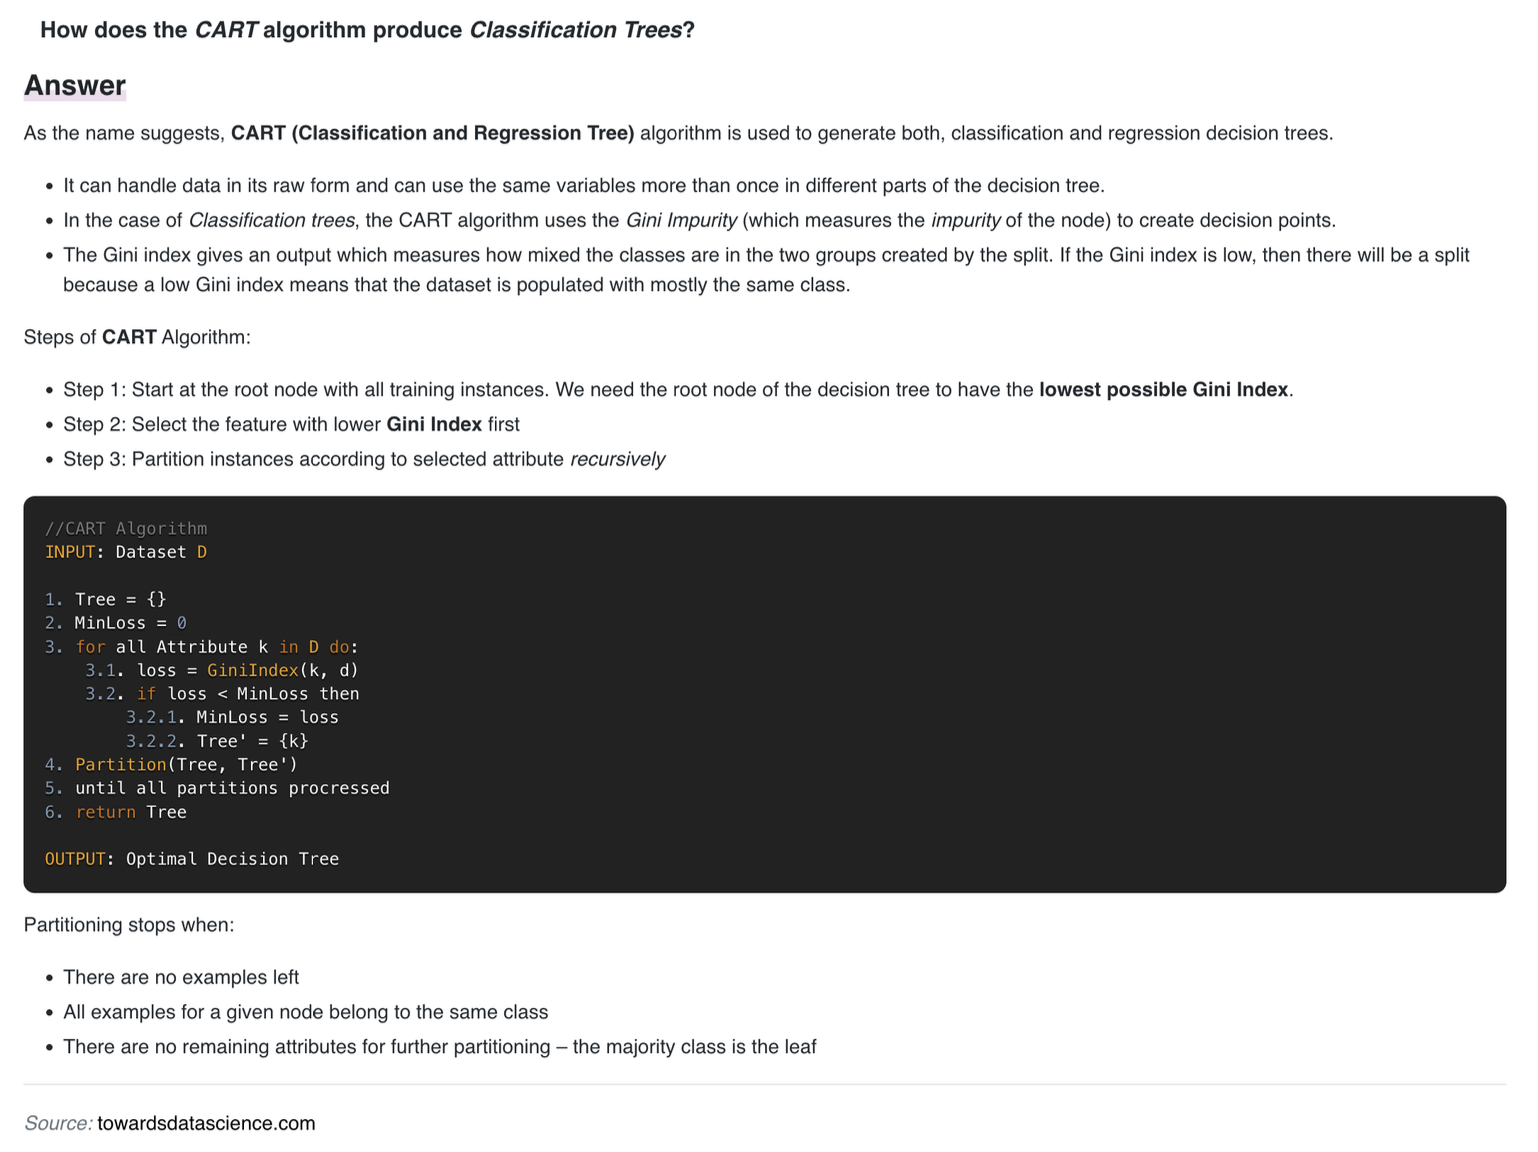 How does the CART algorithm produce Classification Trees?
Answer
As the name suggests, CART (Classification and Regression Tree) algorithm is used to generate both, classification and regression decision trees.
• It can handle data in its raw form and can use the same variables more than once in different parts of the decision tree.
• In the case of Classification trees, the CART algorithm uses the Gini Impurity (which measures the impurity of the node) to create decision points.
• The Gini index gives an output which measures how mixed the classes are in the two groups created by the split. If the Gini index is low, then there will be a split
because a low Gini index means that the dataset is populated with mostly the same class.
Steps of CART Algorithm:
• Step 1: Start at the root node with all training instances. We need the root node of the decision tree to have the lowest possible Gini Index.
• Step 2: Select the feature with lower Gini Index first
• Step 3: Partition instances according to selected attribute recursively
//CART Algorithm
INPUT: Dataset D
1. Tree = {}
2. MinLoss = 0
3. for all Attribute k in D do:
3.1. loss = GiniIndex(k, d)
3.2. if loss < MinLoss then
3.2.1. MinLoss = loss
3.2.2. Tree' = {k}
4. Partition(Tree, Tree')
5. until all partitions procressed
6. return Tree
OUTPUT: Optimal Decision Tree
Partitioning stops when:
• There are no examples left
• All examples for a given node belong to the same class
• There are no remaining attributes for further partitioning – the majority class is the leaf
Source: towardsdatascience.com